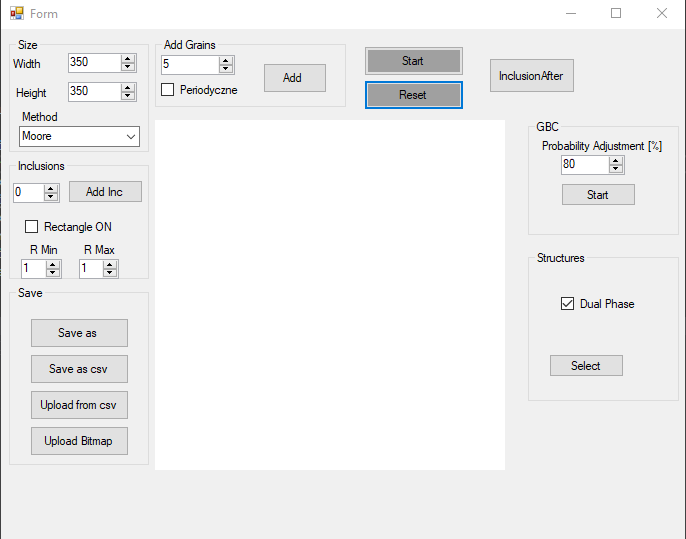 Form
Size
Width 350
Height 350
Method
Moore
Add Grains
5
Periodyczne
Add
Start
Reset
InclusionAfter
Inclusions
0 Add Inc
Rectangle ON
R Min R Max
1 1
Save
Save as
Save as csv
Upload from csv
Upload Bitmap
GBC
Probability Adjustment [%]
80
Start
Structures
Dual Phase
Select